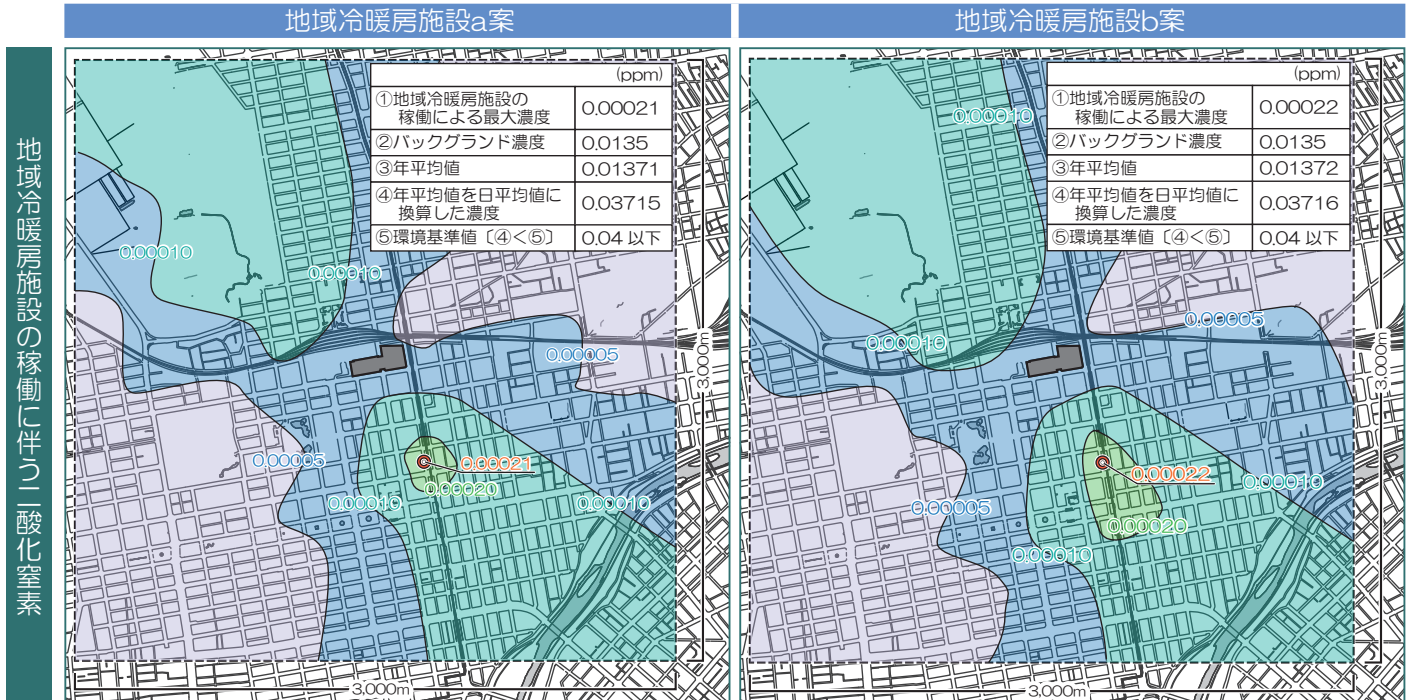 地域冷暖房施設a案
地域冷暖房施設b案
地域冷暖房施設の稼働に伴う二酸化窒素
(ppm)
①地域冷暖房施設の
稼働による最大濃度
0.00021
②バックグランド濃度
0.0135
③年平均値
0.01371
④年平均値を日平均値に
換算した濃度
0.03715
⑤環境基準値〔④<⑤〕
0.04 以下
0.00010
0.00010
0.00005
0.00005
0.00021
0.00020
0.00010
0.00010
3,000m
3,000m
(ppm)
①地域冷暖房施設の
稼働による最大濃度
0.00022
②バックグランド濃度
0.0135
③年平均値
0.01372
④年平均値を日平均値に
換算した濃度
0.03716
⑤環境基準値〔④<⑤〕
0.04 以下
0.00010
0.00005
0.00010
0.00022
0.00010
0.00005
0.00020
0.00010
3,000m
3,000m